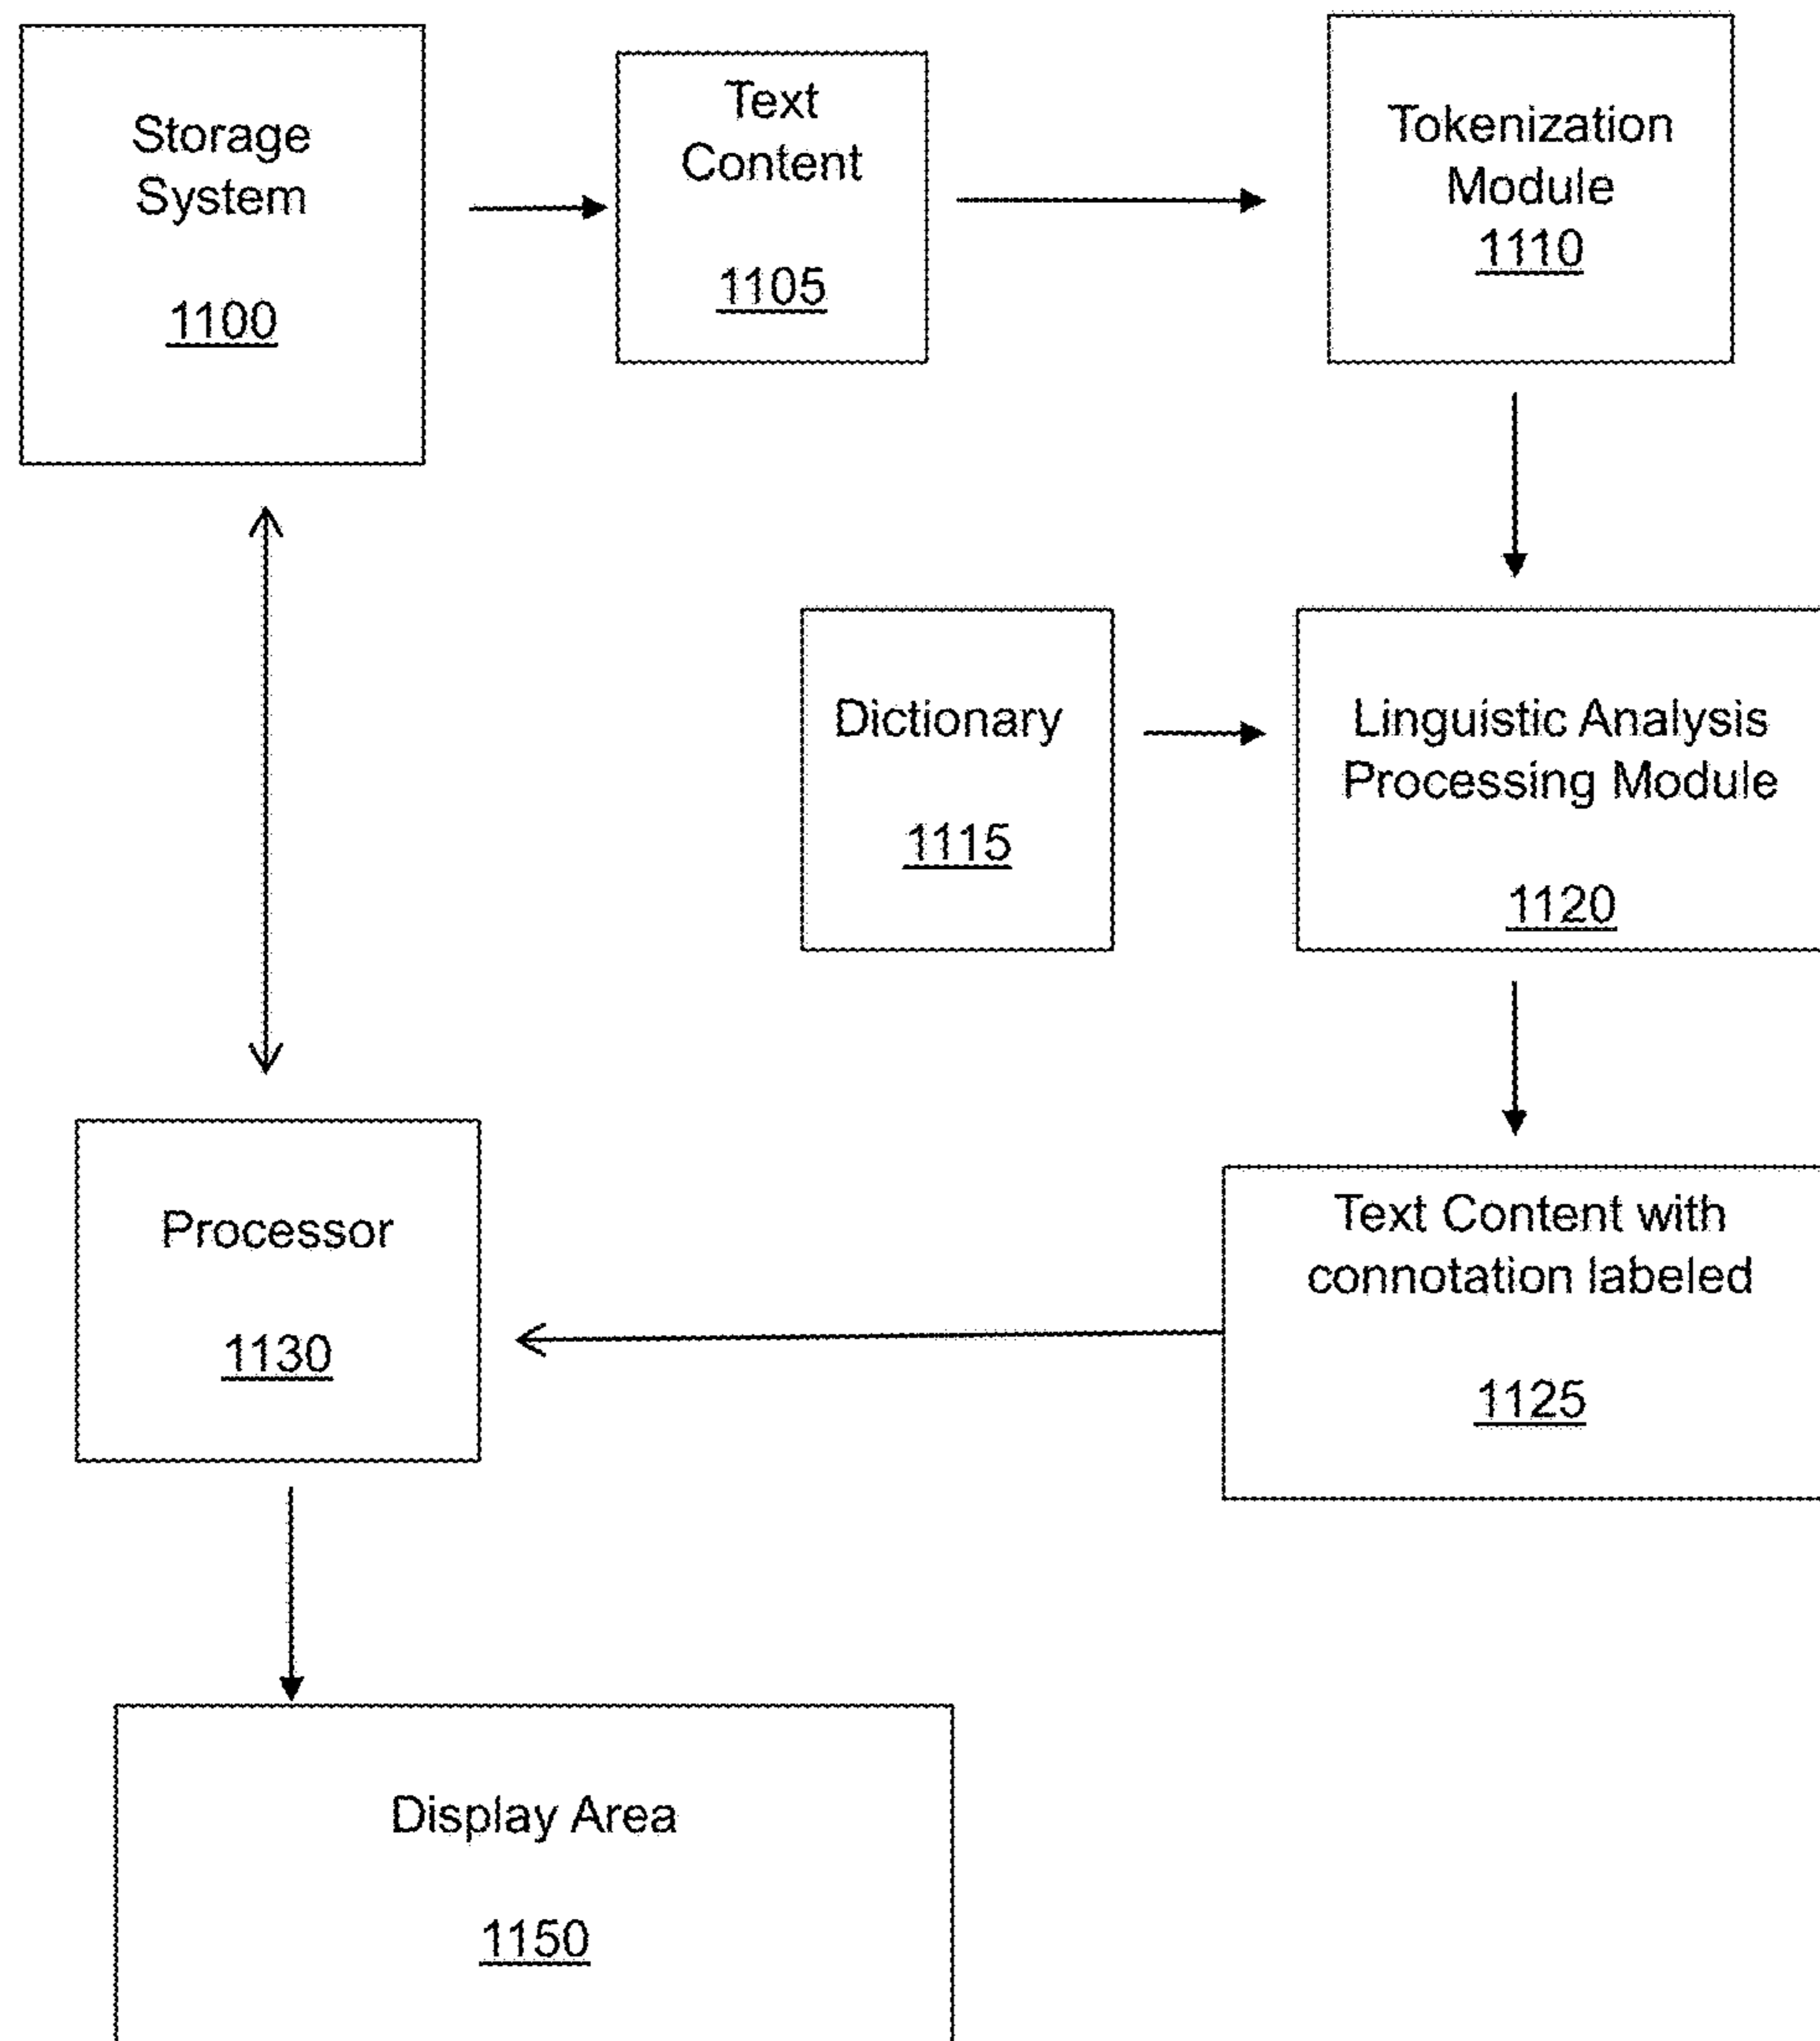 Storage
System
1100
Text
Content
1105
Tokenization
Module
1110
Dictionary
1115
Linguistic Analysis
Processing Module
1120
Processor
1130
Text Content with
connotation labeled
1125
Display Area
1150